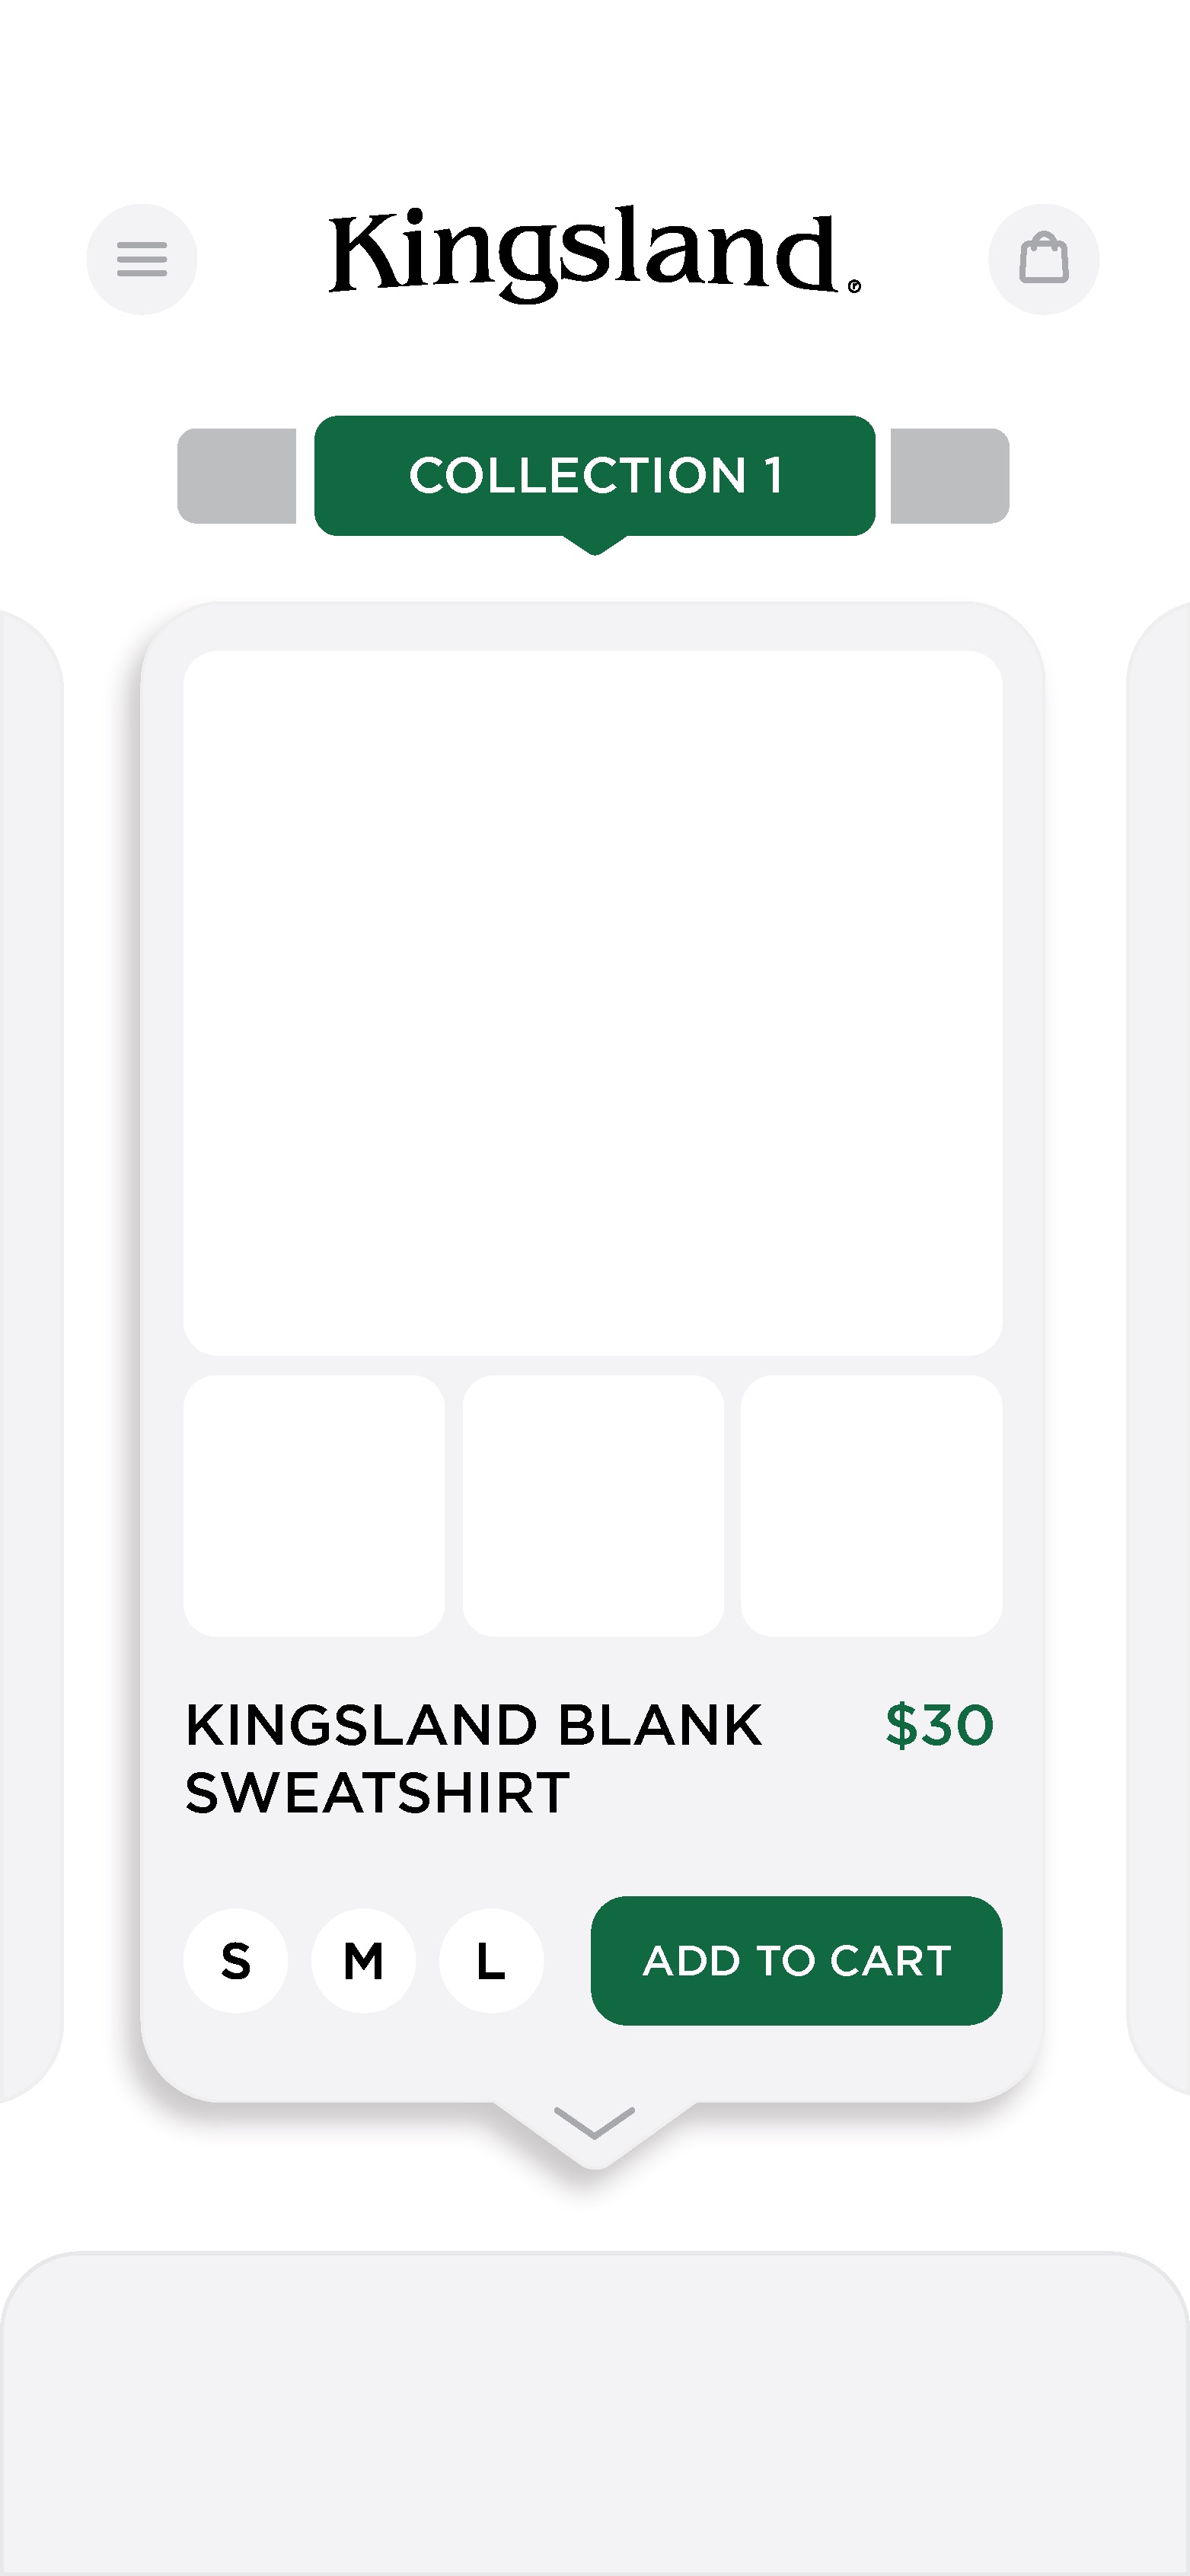 Kingsland®
COLLECTION 1
KINGSLAND BLANK $30
SWEATSHIRT
S M L ADD TO CART